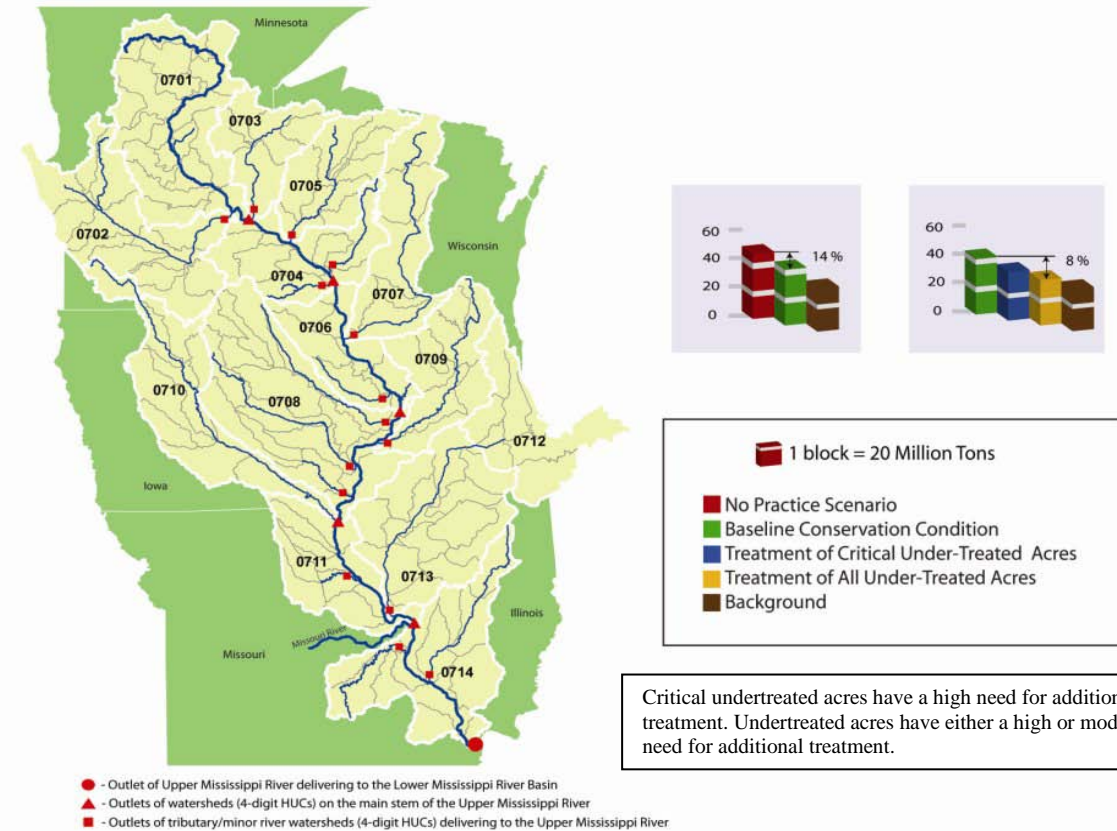 Minnesota
0701
0703
0705
0702
Wisconsin
0704
0707
0706
0709
0710
0708
0712
Iowa
0711
0713
Illinois
Missouri River
Missouri
0714
60
40
20
0
14 %
60
40
20
0
8 %
1 block = 20 Million Tons
No Practice Scenario
Baseline Conservation Condition
Treatment of Critical Under-Treated Acres
Treatment of All Under-Treated Acres
Background
Critical undertreated acres have a high need for addition
treatment. Undertreated acres have either a high or mod
need for additional treatment.
- Outlet of Upper Mississippi River delivering to the Lower Mississippi River Basin
- Outlets of watersheds (4-digit HUCs) on the main stem of the Upper Mississippi River
- Outlets of tributary/minor river watersheds (4-digit HUCs) delivering to the Upper Mississippi River